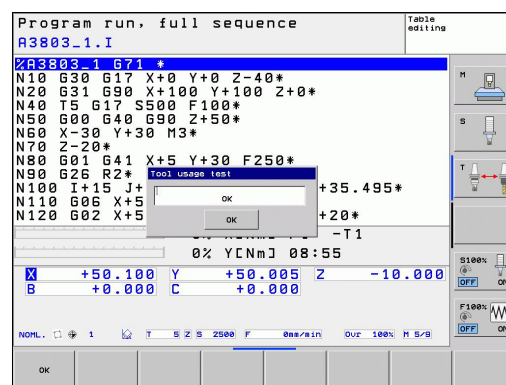 Program run, full sequence
Table
editing
A3803_1.I
%A3803_1 G71 *
N10 G30 G17 X+0 Y+0 Z-40*
N20 G31 G90 X+100 Y+100 Z+0*
N40 T5 G17 S500 F100*
N50 G00 G40 G90 Z+50*
N60 X-30 Y+30 M3*
N70 Z-20*
N80 G01 G41 X+5 Y+30 F250*
N90 G26 R2*
N100 I+15 J+ +35.495*
N110 G06 X+5
N120 G02 X+5 +20*
Tool usage test
OK
OK
-T1
0% Y[Nm] 08:55
X +50.100 Y +50.005 Z -10.000
B +0.000 C +0.000
NOML. 1 T 5 Z S 2500 F 0mm/min Ovr 100% M 5/9
M
S
T
S100%
OFF ON
F100%
OFF ON
OK